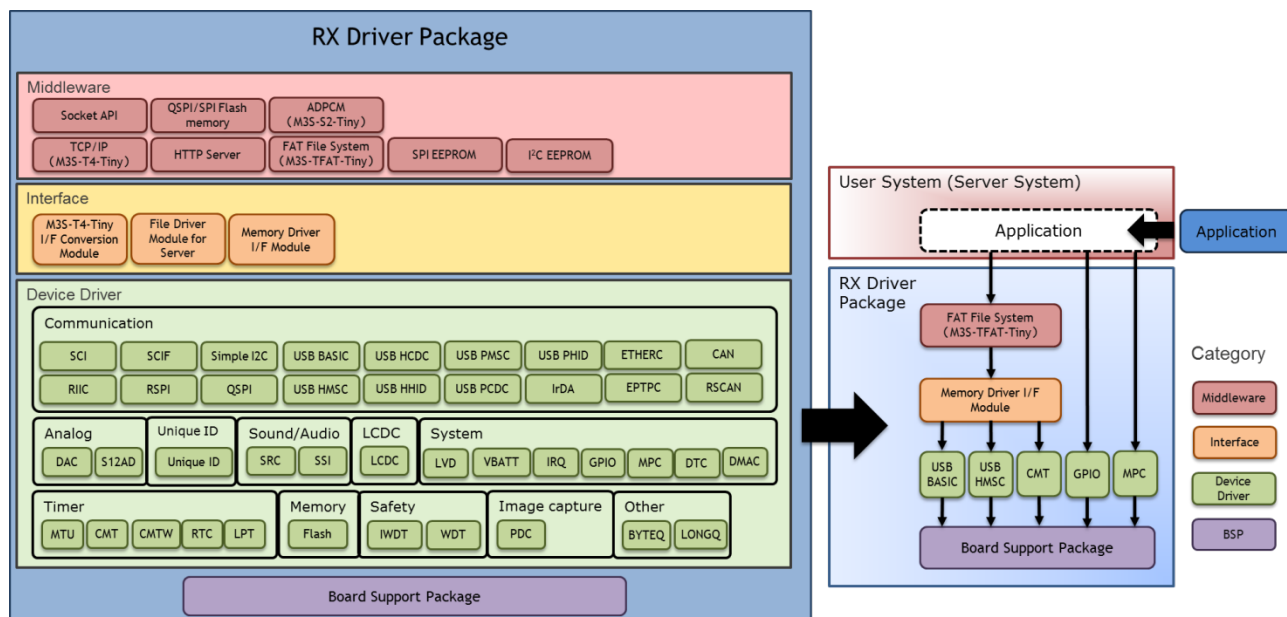 RX Driver Package
Middleware
Socket API
QSPI/SPI Flash
memory
ADPCM
(M3S-S2-Tiny)
TCP/IP
(M3S-T4-Tiny)
HTTP Server
FAT File System
(M3S-TFAT-Tiny)
SPI EEPROM
I²C EEPROM
Interface
M3S-T4-Tiny
I/F Conversion
Module
File Driver
Module for
Server
Memory Driver
I/F Module
Device Driver
Communication
SCI
SCIF
Simple I2C
USB BASIC
USB HCDC
USB PMSC
USB PHID
ETHERC
CAN
RIIC
RSPI
QSPI
USB HMSC
USB HHID
USB PCDC
IrDA
EPTPC
RSCAN
Analog
DAC
S12AD
Unique ID
Unique ID
Sound/Audio
SRC
SSI
LCDC
LCDC
System
LVD
VBATT
IRQ
GPIO
MPC
DTC
DMAC
Timer
MTU
CMT
CMTW
RTC
LPT
Memory
Flash
Safety
IWDT
WDT
Image capture
PDC
Other
BYTEQ
LONGQ
Board Support Package
User System (Server System)
Application
Application
RX Driver
Package
FAT File System
(M3S-TFAT-Tiny)
Memory Driver I/F
Module
USB
BASIC
USB
HMSC
CMT
GPIO
MPC
Board Support Package
Category
Middleware
Interface
Device
Driver
BSP